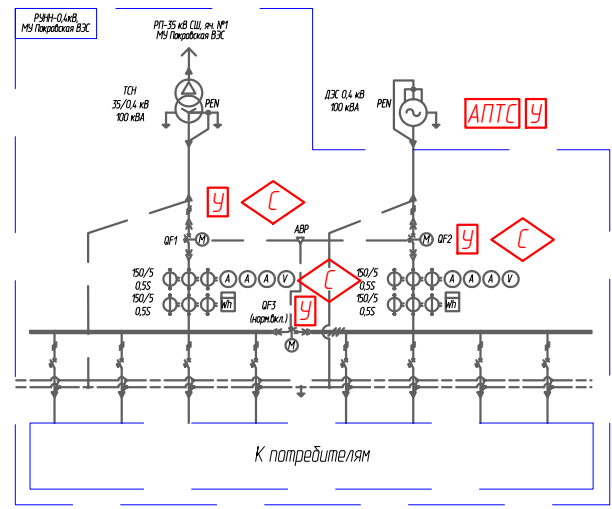 РУНН-0,4кВ,
МУ Покровская ВЭС
РП-35 кВ СШ, яч. №1
МУ Покровская ВЭС
ТСН
35/0,4 кВ
100 кВА
PEN
ДЭС 0,4 кВ
100 кВА
PEN
АПТС
У
У
С
QF1
M
АВР
M
QF2
У
С
150/5
0,5S
A
A
A
V
С
150/5
0,5S
A
A
A
V
150/5
0,5S
Wh
QF3
(норм.вкл.)
У
150/5
0,5S
Wh
M
К потребителям